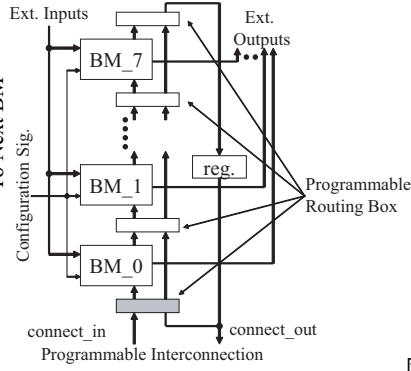 Ext. Inputs
Ext.
Outputs
BM_7
To Next BM
Configuration Sig.
BM_1
reg.
Programmable
Routing Box
BM_0
connect_in
connect_out
Programmable Interconnection